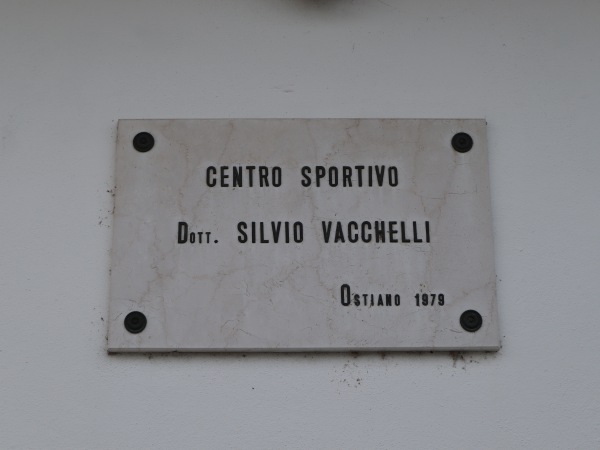 CENTRO SPORTIVO
Dott. SILVIO VACCHELLI
Ostiano 1979